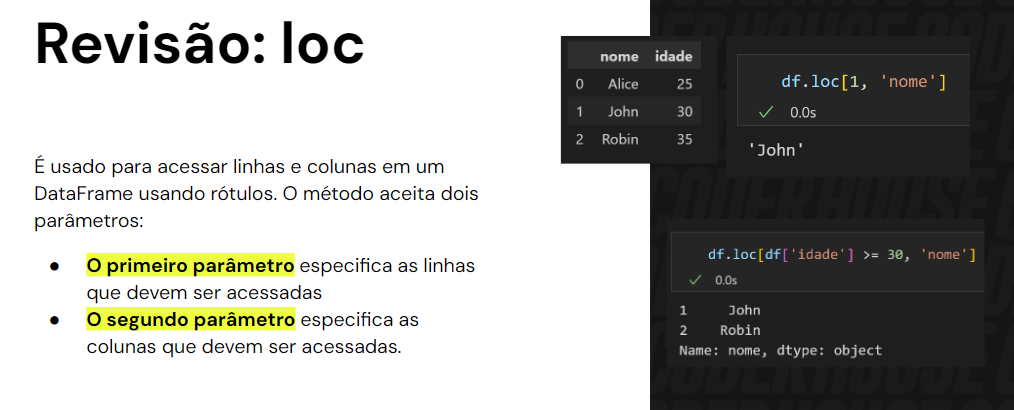 Revisão: loc
É usado para acessar linhas e colunas em um
DataFrame usando rótulos. O método aceita dois
parâmetros:
● O primeiro parâmetro especifica as linhas
que devem ser acessadas
● O segundo parâmetro especifica as
colunas que devem ser acessadas.
nome idade
0 Alice 25
1 John 30
2 Robin 35
df.loc[1, 'nome']
✓ 0.0s
'John'
df.loc[df['idade'] >= 30, 'nome']
✓ 0.0s
1 John
2 Robin
Name: nome, dtype: object
CODERHOUSE